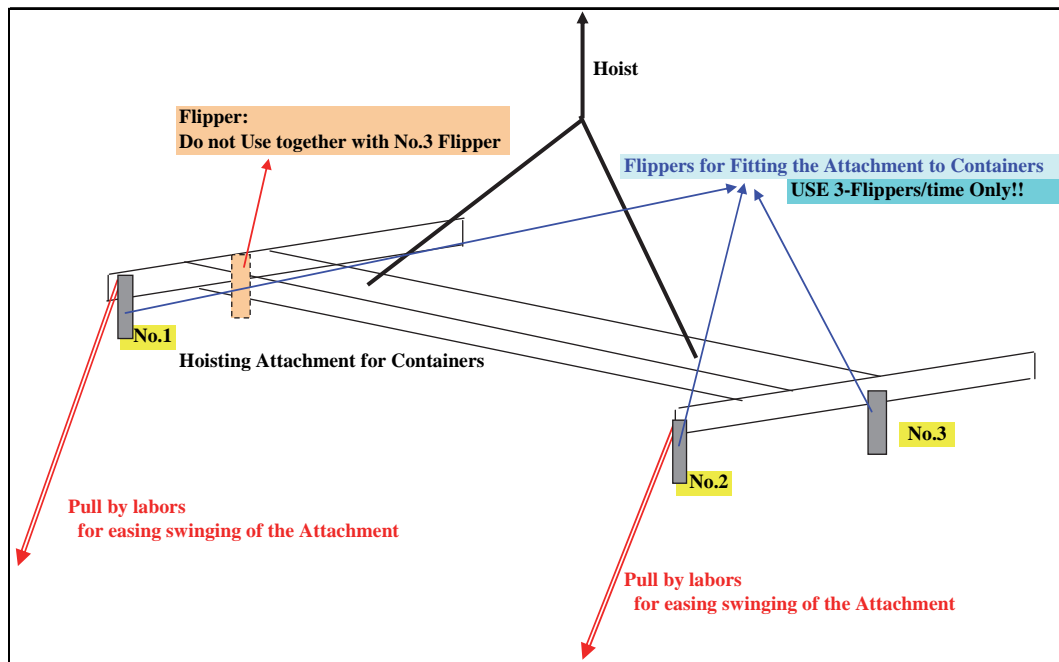 Hoist
Flipper:
Do not Use together with No.3 Flipper
Flippers for Fitting the Attachment to Containers
USE 3-Flippers/time Only!!
No.1
Hoisting Attachment for Containers
No.3
No.2
Pull by labors
for easing swinging of the Attachment
Pull by labors
for easing swinging of the Attachment